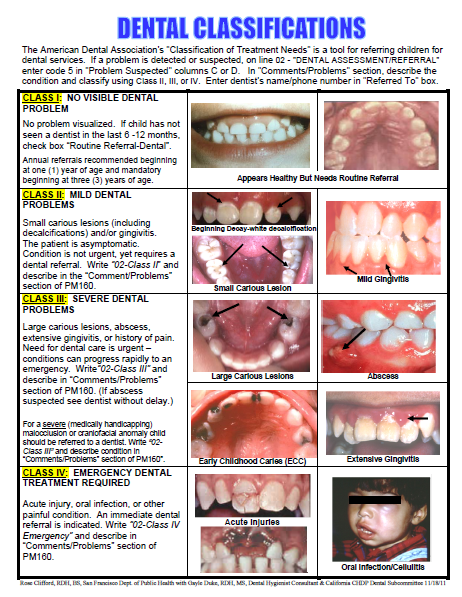 DENTAL CLASSIFICATIONS
The American Dental Association's "Classification of Treatment Needs" is a tool for referring children for
dental services. If a problem is detected or suspected, on line 02 - "DENTAL ASSESSMENT/REFERRAL"
enter code 5 in "Problem Suspected" columns C or D. In "Comments/Problems" section, describe the
condition and classify using Class II, III, or IV. Enter dentist's name/phone number in "Referred To" box.
CLASS I: NO VISIBLE DENTAL
PROBLEM
No problem visualized. If child has not
seen a dentist in the last 6 -12 months,
check box "Routine Referral-Dental".
Annual referrals recommended beginning
at one (1) year of age and mandatory
beginning at three (3) years of age.
Appears Healthy But Needs Routine Referral
CLASS II: MILD DENTAL
PROBLEMS
Small carious lesions (including
decalcifications) and/or gingivitis.
The patient is asymptomatic.
Condition is not urgent, yet requires a
dental referral. Write "02-Class II" and
describe in the "Comment/Problems"
section of PM160.
Beginning Decay-white decalcification
Small Carious Lesion
Mild Gingivitis
CLASS III: SEVERE DENTAL
PROBLEMS
Large carious lesions, abscess,
extensive gingivitis, or history of pain.
Need for dental care is urgent –
conditions can progress rapidly to an
emergency. Write"02-Class III" and
describe in "Comments/Problems"
section of PM160. (If abscess
suspected see dentist without delay.)
For a severe (medically handicapping)
malocclusion or craniofacial anomaly child
should be referred to a dentist. Write "02-
Class III" and describe condition in
"Comments/Problems" section of PM160".
Large Carious Lesions
Abscess
Early Childhood Caries (ECC)
Extensive Gingivitis
CLASS IV: EMERGENCY DENTAL
TREATMENT REQUIRED
Acute injury, oral infection, or other
painful condition. An immediate dental
referral is indicated. Write "02-Class IV
Emergency" and describe in
"Comments/Problems" section of
PM160.
Acute Injuries
Oral Infection/Cellulitis
Rose Clifford, RDH, BS, San Francisco Dept. of Public Health with Gayle Duke, RDH, MS, Dental Hygienist Consultant & California CHDP Dental Subcommittee 11/18/11